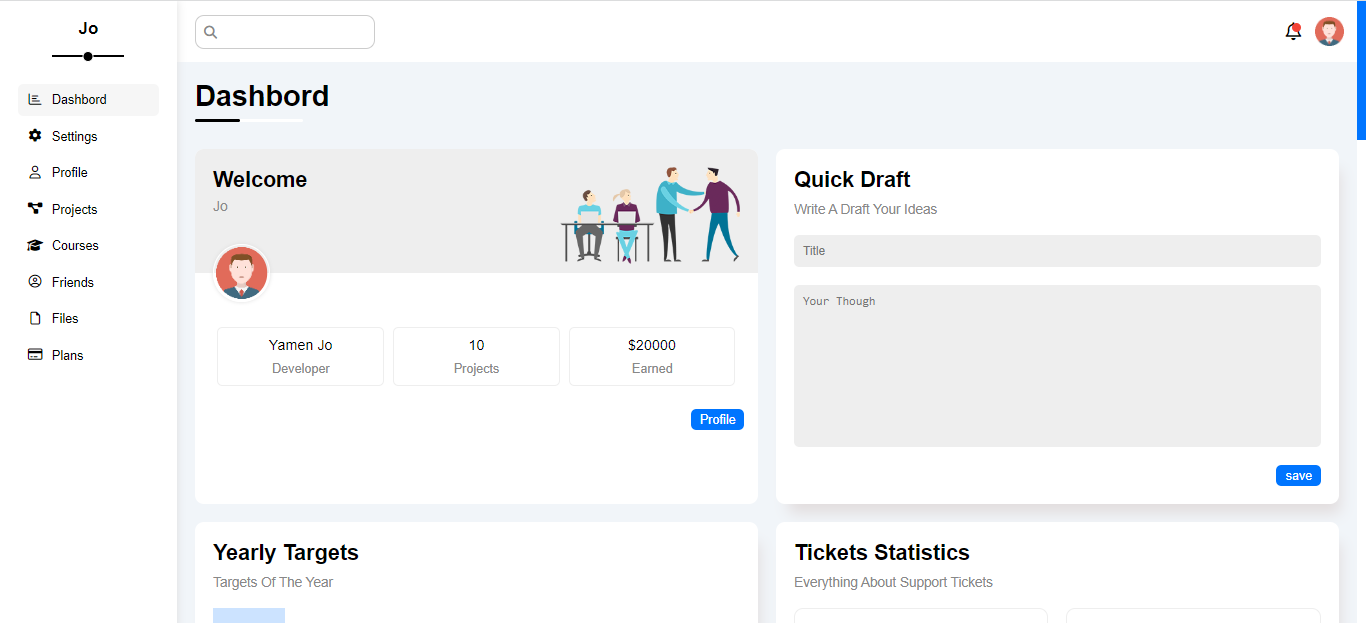 Jo
Dashbord
Settings
Profile
Projects
Courses
Friends
Files
Plans
Dashbord
Welcome
Jo
Yamen Jo
Developer
10
Projects
$20000
Earned
Profile
Quick Draft
Write A Draft Your Ideas
Title
Your Though
save
Yearly Targets
Targets Of The Year
Tickets Statistics
Everything About Support Tickets